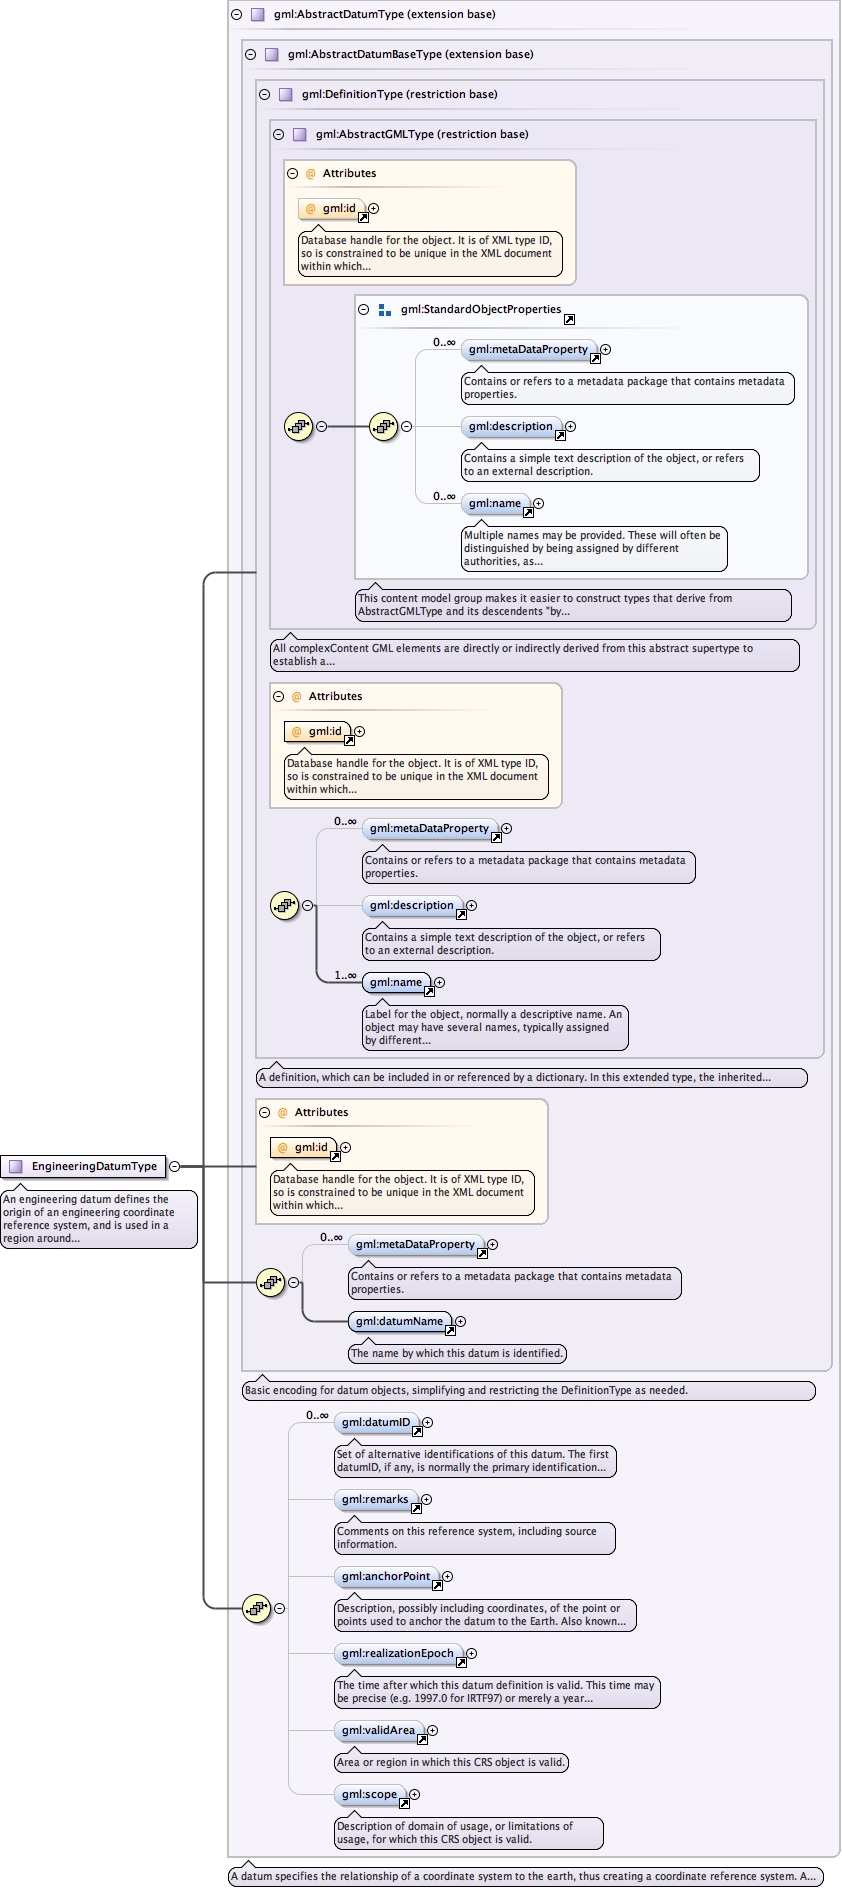 gml:AbstractDatumType (extension base)
gml:AbstractDatumBaseType (extension base)
gml:DefinitionType (restriction base)
gml:AbstractGMLType (restriction base)
@ Attributes
@ gml:id
Database handle for the object. It is of XML type ID,
so is constrained to be unique in the XML document
within which...
gml:StandardObjectProperties
0..∞
gml:metaDataProperty
Contains or refers to a metadata package that contains metadata
properties.
gml:description
Contains a simple text description of the object, or refers
to an external description.
0..∞
gml:name
Multiple names may be provided. These will often be
distinguished by being assigned by different
authorities, as...
This content model group makes it easier to construct types that derive from
AbstractGMLType and its descendents "by...
All complexContent GML elements are directly or indirectly derived from this abstract supertype to
establish a...
@ Attributes
@ gml:id
Database handle for the object. It is of XML type ID,
so is constrained to be unique in the XML document
within which...
0..∞
gml:metaDataProperty
Contains or refers to a metadata package that contains metadata
properties.
gml:description
Contains a simple text description of the object, or refers
to an external description.
1..∞
gml:name
Label for the object, normally a descriptive name. An
object may have several names, typically assigned
by different...
A definition, which can be included in or referenced by a dictionary. In this extended type, the inherited...
@ Attributes
@ gml:id
Database handle for the object. It is of XML type ID,
so is constrained to be unique in the XML document
within which...
EngineeringDatumType
An engineering datum defines the
origin of an engineering coordinate
reference system, and is used in a
region around...
0..∞
gml:metaDataProperty
Contains or refers to a metadata package that contains metadata
properties.
gml:datumName
The name by which this datum is identified.
Basic encoding for datum objects, simplifying and restricting the DefinitionType as needed.
0..∞
gml:datumID
Set of alternative identifications of this datum. The first
datumID, if any, is normally the primary identification...
gml:remarks
Comments on this reference system, including source
information.
gml:anchorPoint
Description, possibly including coordinates, of the point or
points used to anchor the datum to the Earth. Also known...
gml:realizationEpoch
The time after which this datum definition is valid. This time may
be precise (e.g. 1997.0 for IRTF97) or merely a year...
gml:validArea
Area or region in which this CRS object is valid.
gml:scope
Description of domain of usage, or limitations of
usage, for which this CRS object is valid.
A datum specifies the relationship of a coordinate system to the earth, thus creating a coordinate reference system. A...